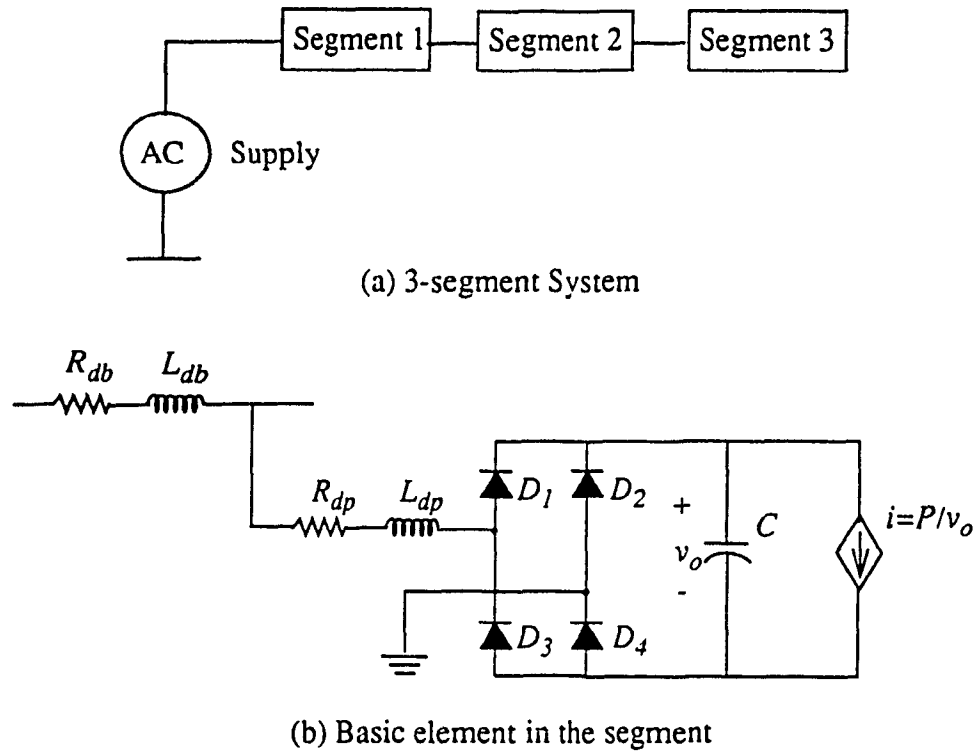 Segment 1 Segment 2 Segment 3
AC Supply
(a) 3-segment System
R_db L_db
R_dp L_dp
D_1 D_2
+
v_o C i=P/v_o
-
D_3 D_4
(b) Basic element in the segment